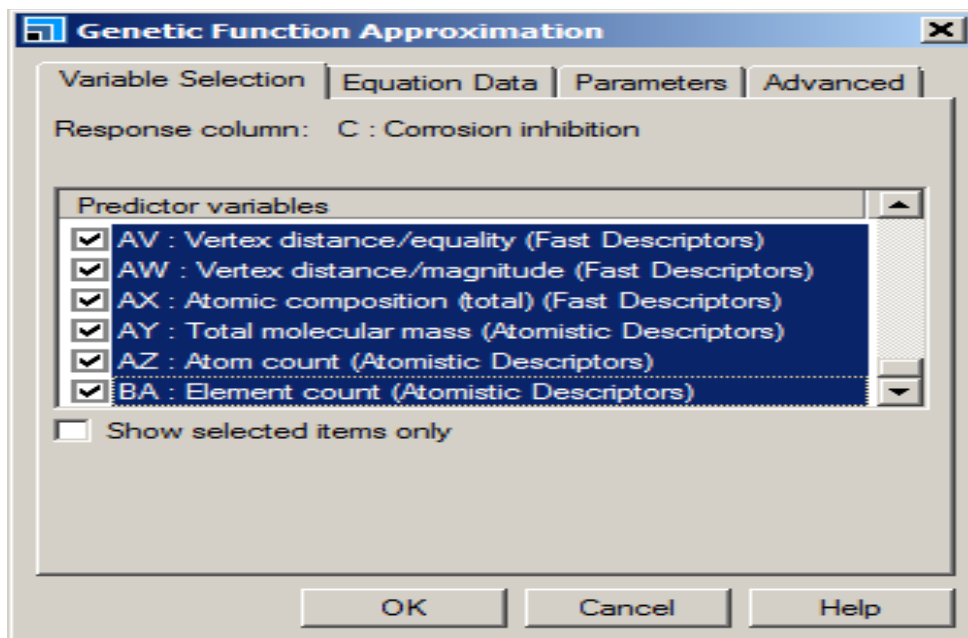 Genetic Function Approximation
Variable Selection Equation Data Parameters Advanced
Response column: C : Corrosion inhibition
Predictor variables
AV : Vertex distance/equality (Fast Descriptors)
AW : Vertex distance/magnitude (Fast Descriptors)
AX : Atomic composition (total) (Fast Descriptors)
AY : Total molecular mass (Atomistic Descriptors)
AZ : Atom count (Atomistic Descriptors)
BA : Element count (Atomistic Descriptors)
Show selected items only
OK Cancel Help